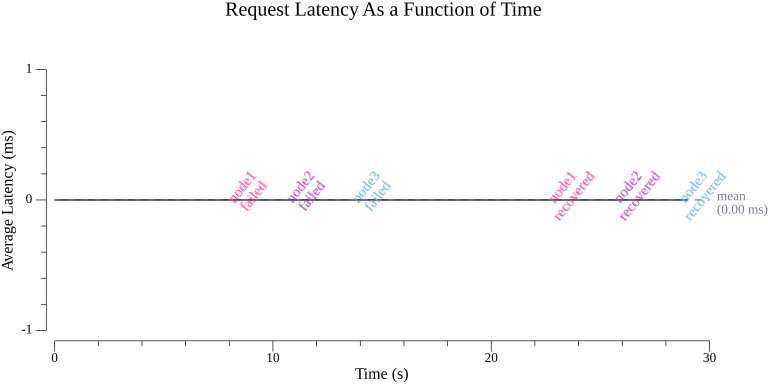 Request Latency As a Function of Time
Average Latency (ms)
1
0
-1
node1
failed
node2
failed
node3
failed
node1
recovered
node2
recovered
node3
recovered
mean
(0.00 ms)
0
10
20
30
Time (s)